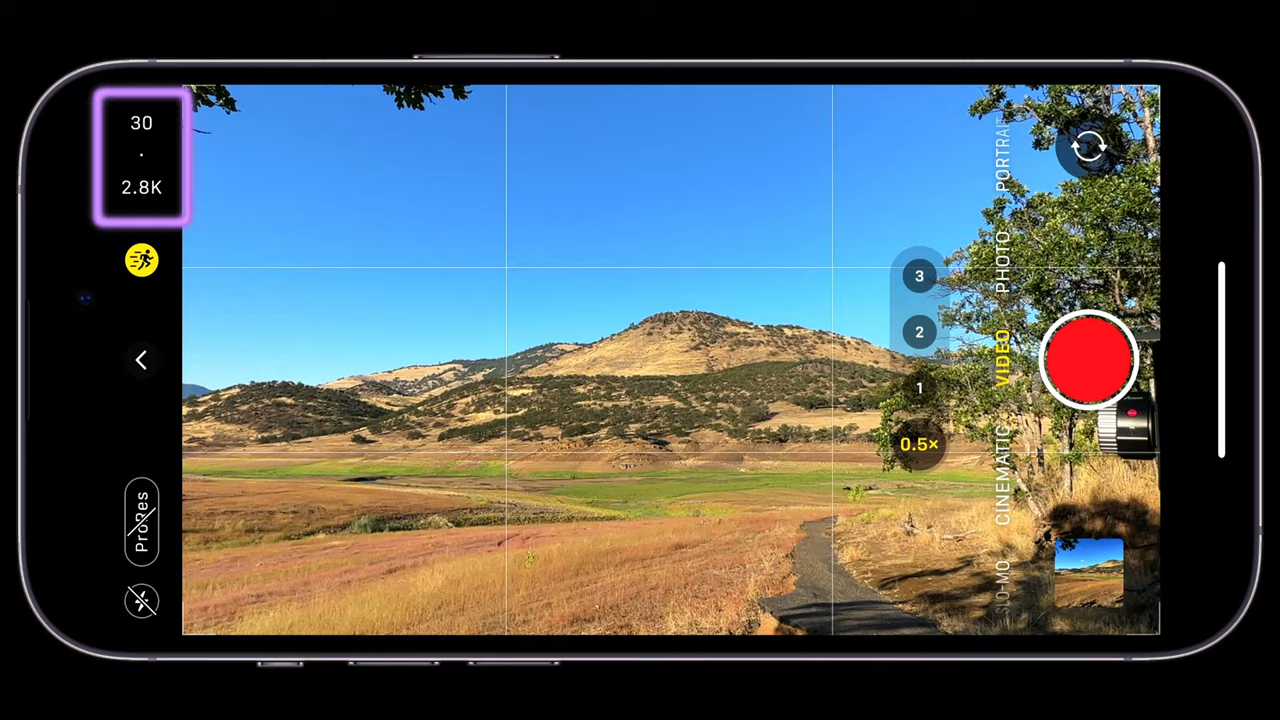 30
·
2.8K
ProRes
3
2
1
0.5×
PORTRAIT
PHOTO
VIDEO
CINEMATIC
SLO-MO